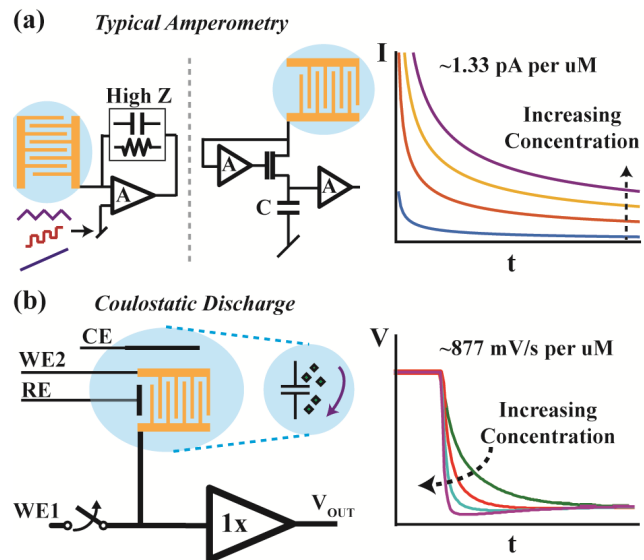 (a) Typical Amperometry
High Z
A
A
C
A
I
~1.33 pA per uM
Increasing
Concentration
t
(b) Coulostatic Discharge
CE
WE2
RE
WE1
1x
VOUT
V
~877 mV/s per uM
Increasing
Concentration
t